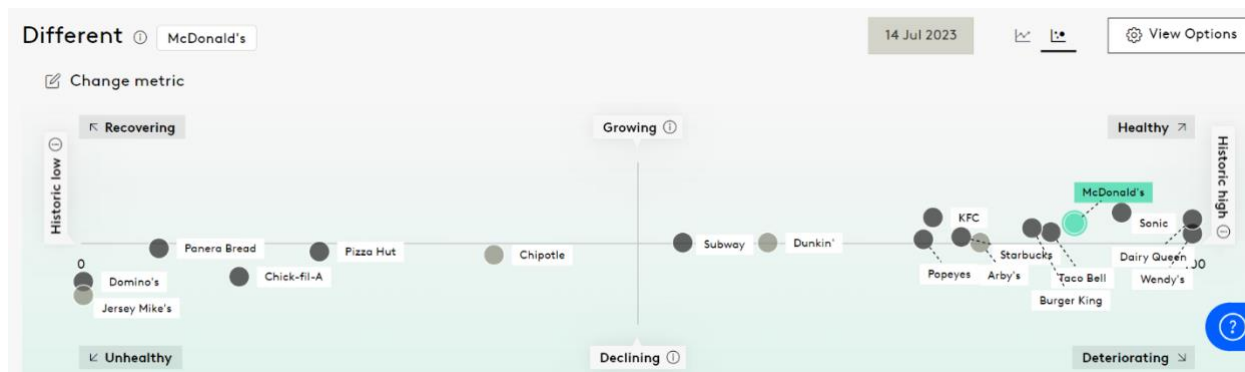 Different
McDonald's
14 Jul 2023
View Options
Change metric
Recovering
Growing
Healthy
Historic low
Historic high
McDonald's
KFC
Sonic
Panera Bread
Pizza Hut
Chipotle
Subway
Dunkin'
Starbucks
Dairy Queen
0
Domino's
Chick-fil-A
Popeyes
Arby's
Taco Bell
Wendy's
Jersey Mike's
Burger King
Unhealthy
Declining
Deteriorating